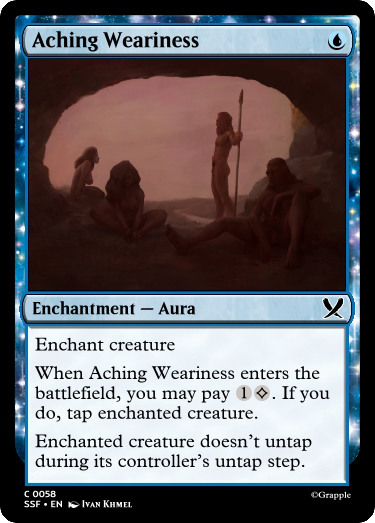 Aching Weariness
Enchantment — Aura
Enchant creature
When Aching Weariness enters the
battlefield, you may pay 1. If you
do, tap enchanted creature.
Enchanted creature doesn't untap
during its controller's untap step.
C 0058
SSF • EN Ivan Khmel
©Grapple